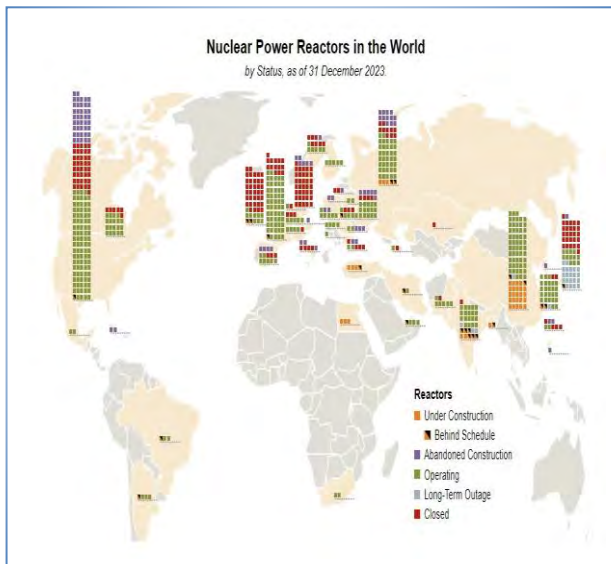 Nuclear Power Reactors in the World
by Status, as of 31 December 2023.
Reactors
Under Construction
Behind Schedule
Abandoned Construction
Operating
Long-Term Outage
Closed